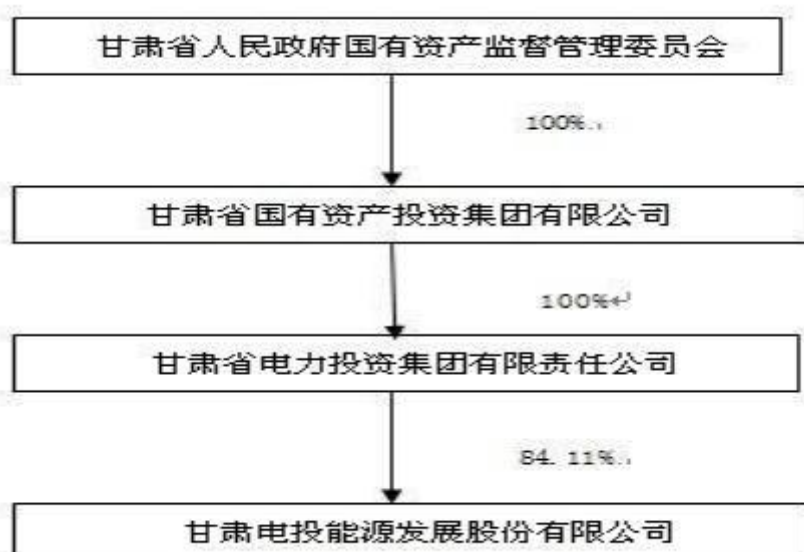 甘肃省人民政府国有资产监督管理委员会
100%
甘肃省国有资产投资集团有限公司
100%↵
甘肃省电力投资集团有限责任公司
84.11%
甘肃电投能源发展股份有限公司